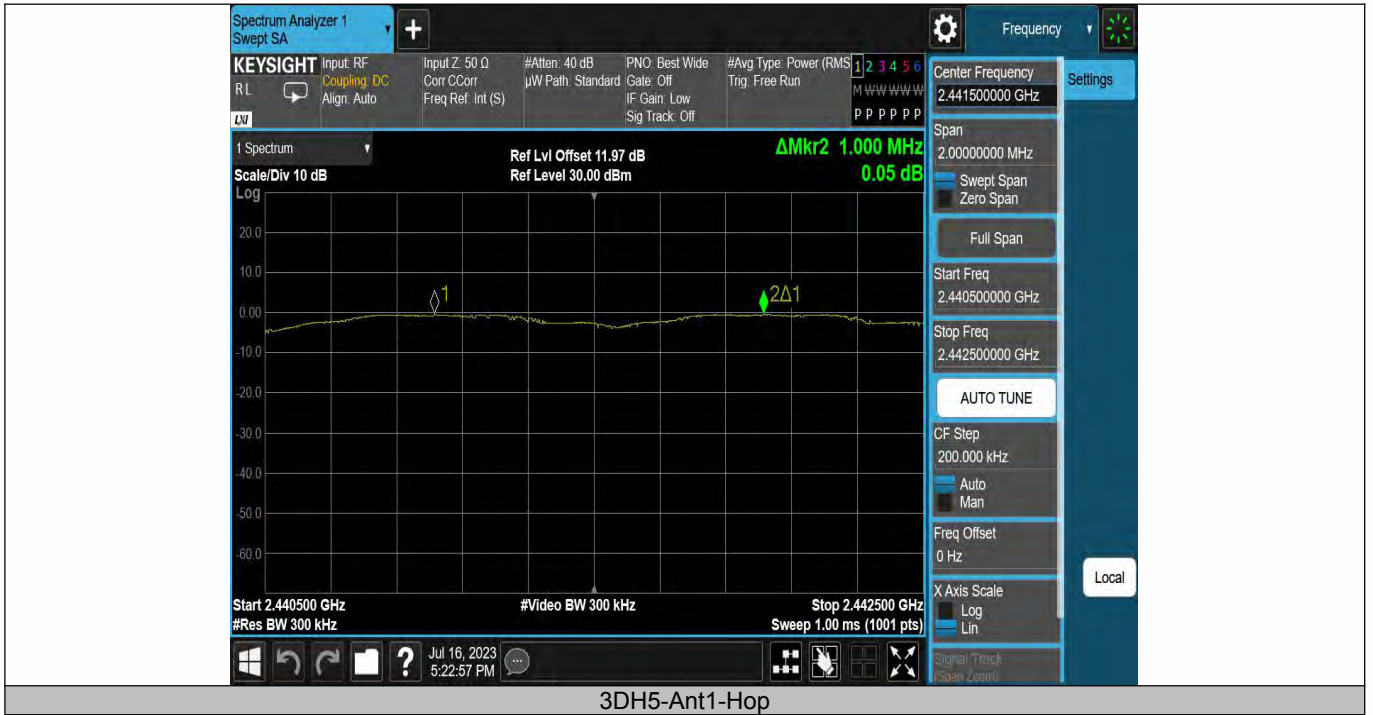 Spectrum Analyzer 1
Swept SA
+
Frequency
KEYSIGHT
RL
LXI
Input: RF
Coupling: DC
Align: Auto
Input Z: 50 Ω
Corr CCorr
Freq Ref: Int (S)
#Atten: 40 dB
µW Path: Standard
PNO: Best Wide
Gate: Off
IF Gain: Low
Sig Track: Off
#Avg Type: Power (RMS
Trig: Free Run
1 2 3 4 5 6
M W W W W W
P P P P P P
Center Frequency
2.441500000 GHz
Settings
1 Spectrum
Scale/Div 10 dB
Ref Lvl Offset 11.97 dB
Ref Level 30.00 dBm
ΔMkr2 1.000 MHz
0.05 dB
Span
2.00000000 MHz
Swept Span
Zero Span
Full Span
Start Freq
2.440500000 GHz
Stop Freq
2.442500000 GHz
AUTO TUNE
CF Step
200.000 kHz
Auto
Man
Freq Offset
0 Hz
X Axis Scale
Log
Lin
Signal Track
(Span Zoom)
Local
Log
20.0
10.0
0.00
-10.0
-20.0
-30.0
-40.0
-50.0
-60.0
1
2Δ1
Start 2.440500 GHz
#Res BW 300 kHz
#Video BW 300 kHz
Stop 2.442500 GHz
Sweep 1.00 ms (1001 pts)
?
Jul 16, 2023
5:22:57 PM
3DH5-Ant1-Hop